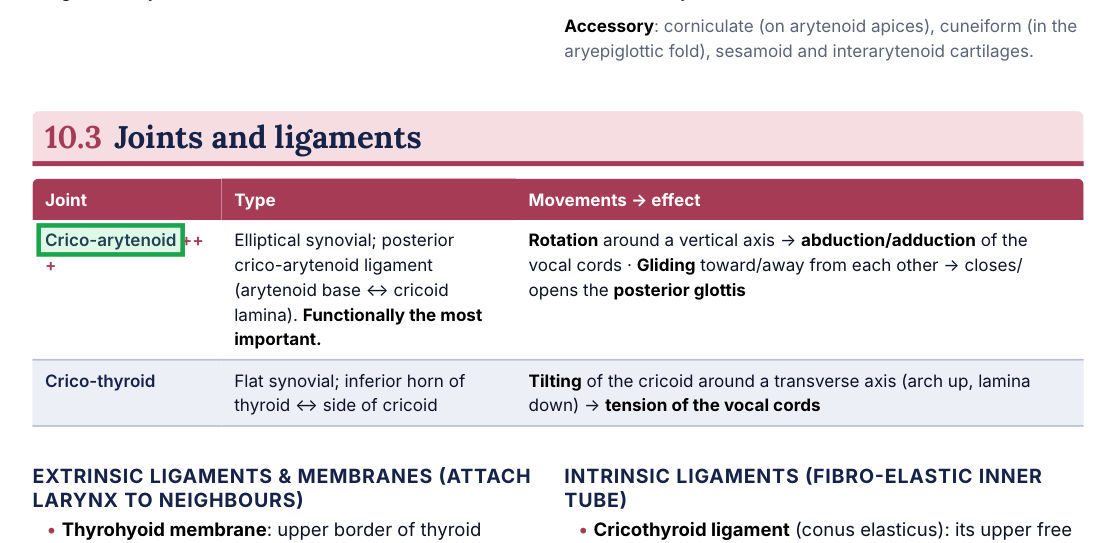 Accessory: corniculate (on arytenoid apices), cuneiform (in the
aryepiglottic fold), sesamoid and interarytenoid cartilages.
10.3 Joints and ligaments
Joint Type Movements → effect
Crico-arytenoid ++
+
Elliptical synovial; posterior
crico-arytenoid ligament
(arytenoid base ↔ cricoid
lamina). Functionally the most
important.
Rotation around a vertical axis → abduction/adduction of the
vocal cords · Gliding toward/away from each other → closes/
opens the posterior glottis
Crico-thyroid
Flat synovial; inferior horn of
thyroid ↔ side of cricoid
Tilting of the cricoid around a transverse axis (arch up, lamina
down) → tension of the vocal cords
EXTRINSIC LIGAMENTS & MEMBRANES (ATTACH
LARYNX TO NEIGHBOURS)
• Thyrohyoid membrane: upper border of thyroid
INTRINSIC LIGAMENTS (FIBRO-ELASTIC INNER
TUBE)
• Cricothyroid ligament (conus elasticus): its upper free